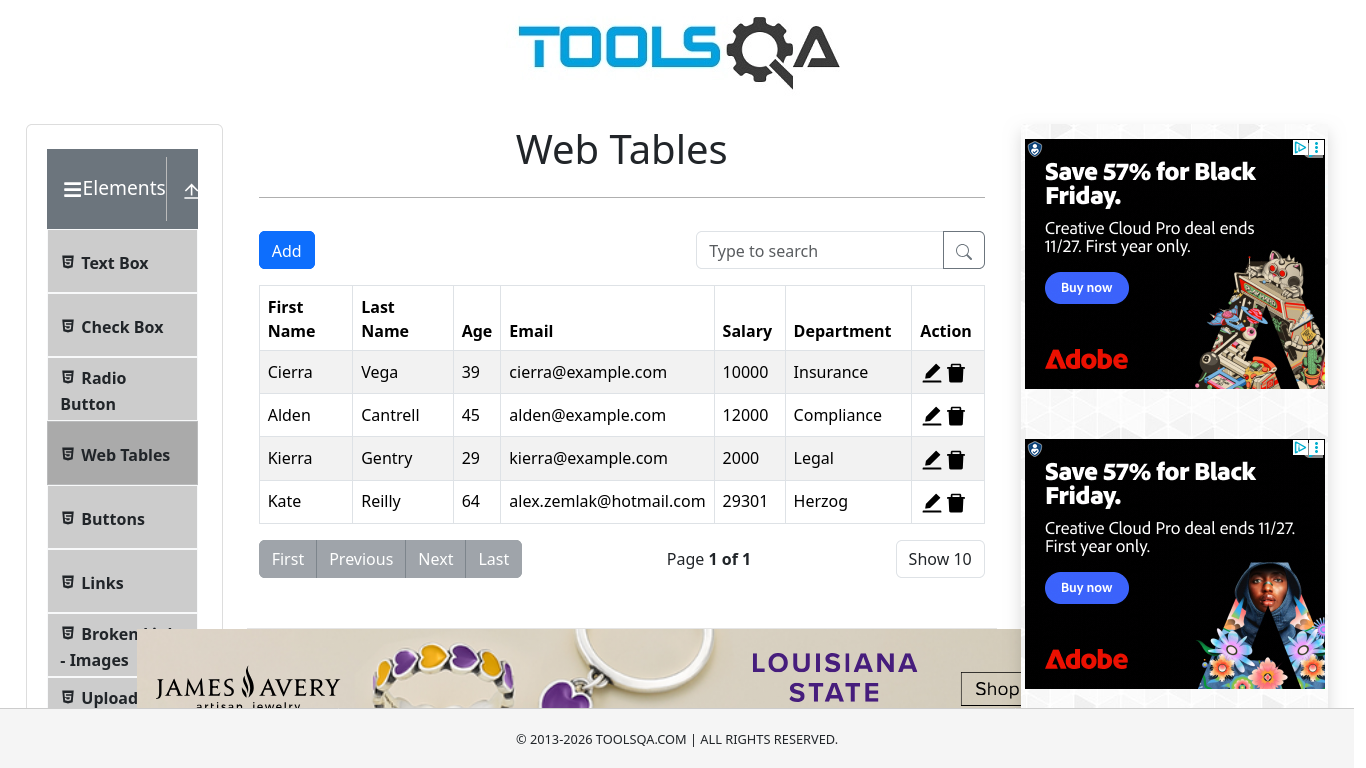 TOOLSQA
Web Tables
Elements
Text Box
Check Box
Radio
Button
Web Tables
Buttons
Links
Broken
- Images
Upload
Add
Type to search
First Name
Last Name
Age
Email
Salary
Department
Action
Cierra Vega 39 cierra@example.com 10000 Insurance
Alden Cantrell 45 alden@example.com 12000 Compliance
Kierra Gentry 29 kierra@example.com 2000 Legal
Kate Reilly 64 alex.zemlak@hotmail.com 29301 Herzog
First Previous Next Last
Page 1 of 1
Show 10
Save 57% for Black
Friday.
Creative Cloud Pro deal ends
11/27. First year only.
Buy now
Adobe
Save 57% for Black
Friday.
Creative Cloud Pro deal ends 11/27.
First year only.
Buy now
Adobe
JAMES AVERY
artisan jewelry
LOUISIANA
STATE
Shop
© 2013-2026 TOOLSQA.COM | ALL RIGHTS RESERVED.